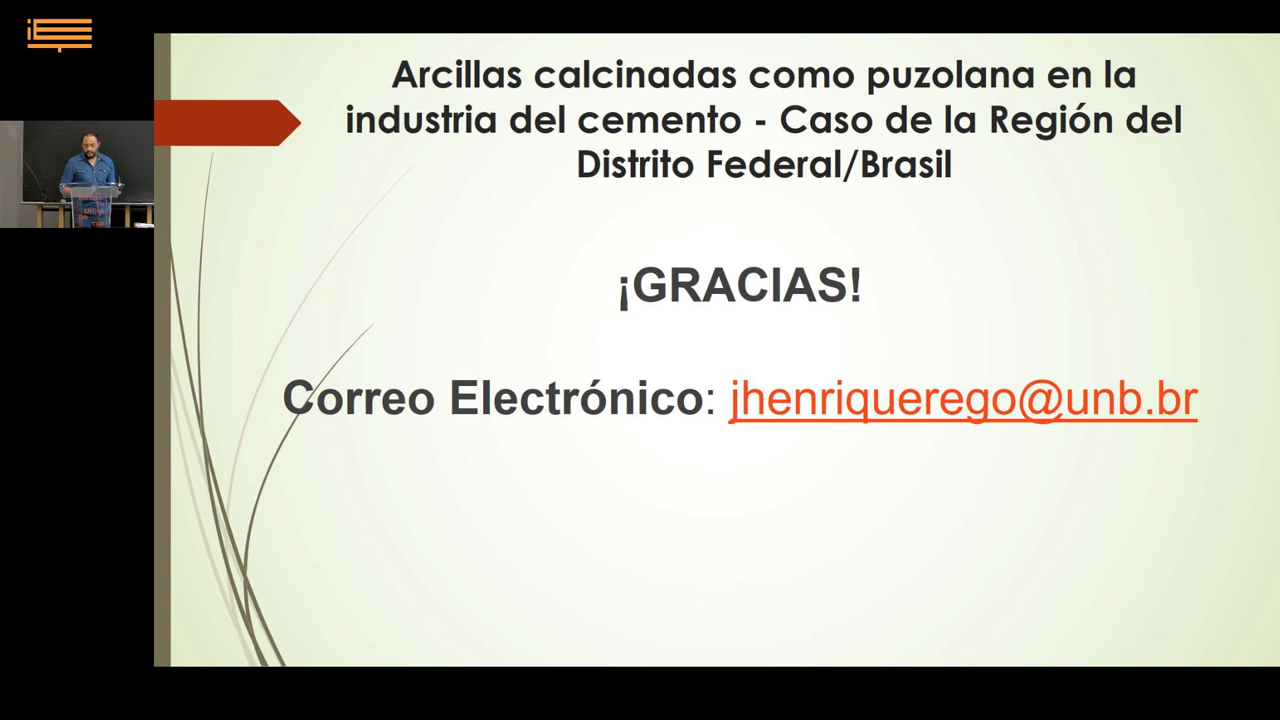 Arcillas calcinadas como puzolana en la
industria del cemento - Caso de la Región del
Distrito Federal/Brasil
¡GRACIAS!
Correo Electrónico: jhenriquerego@unb.br